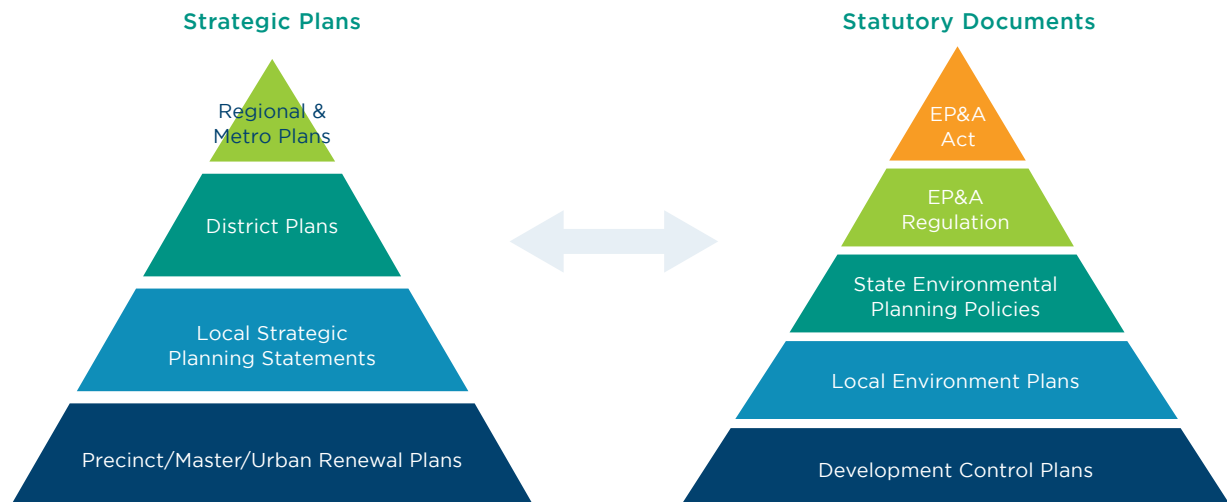 Strategic Plans
Regional &
Metro Plans
District Plans
Local Strategic
Planning Statements
Precinct/Master/Urban Renewal Plans
Statutory Documents
EP&A
Act
EP&A
Regulation
State Environmental
Planning Policies
Local Environment Plans
Development Control Plans